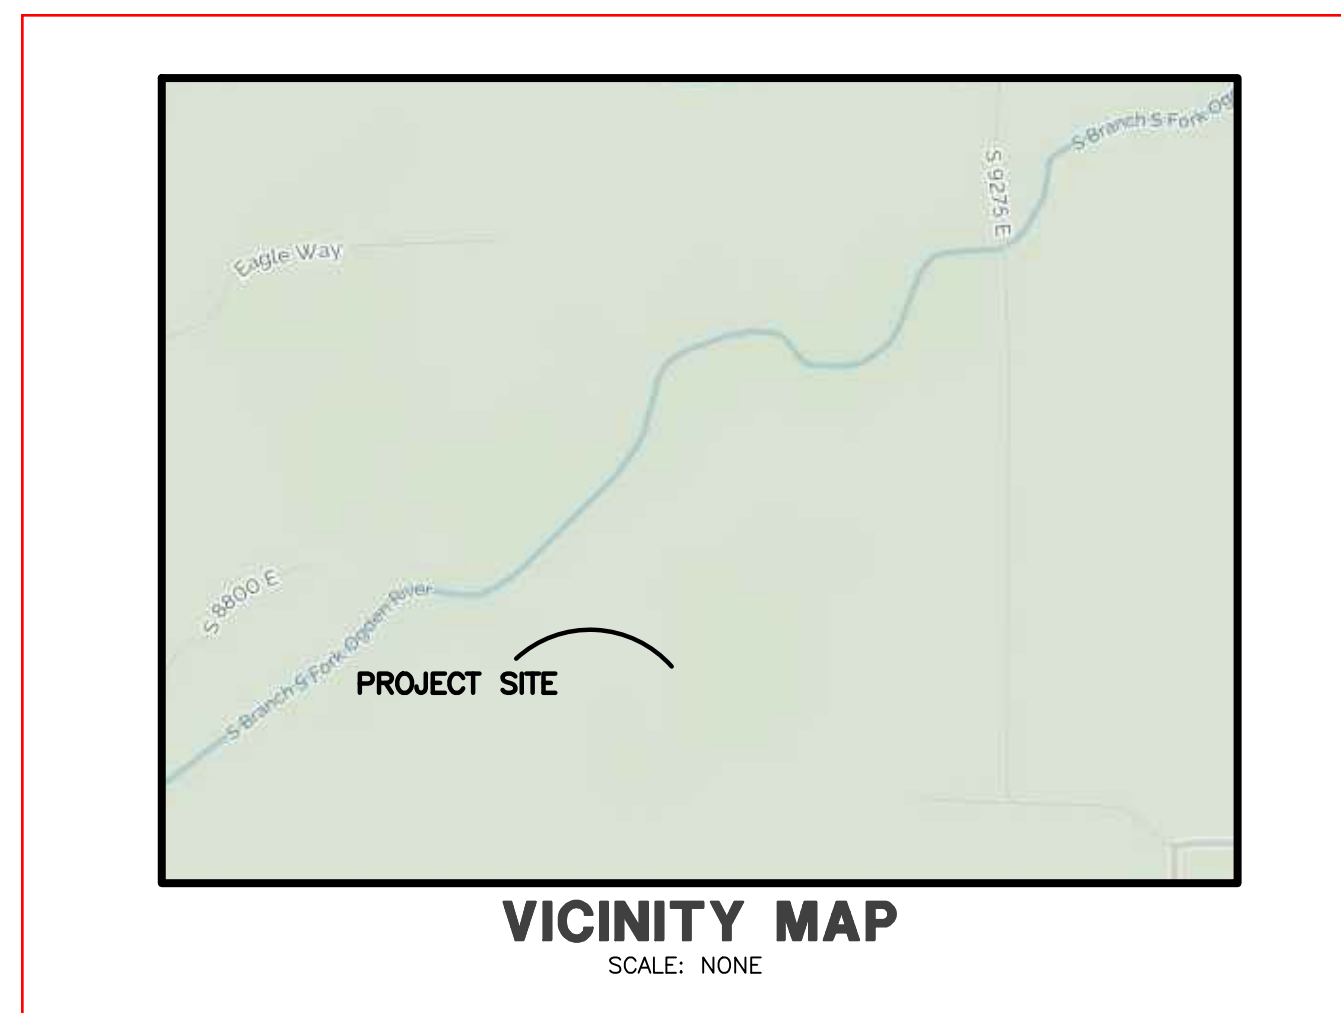 S Branch S Fork Og
S 9275 E
Eagle Way
S 8800 E
S Branch S Fork Ogden River
PROJECT SITE
VICINITY MAP
SCALE: NONE